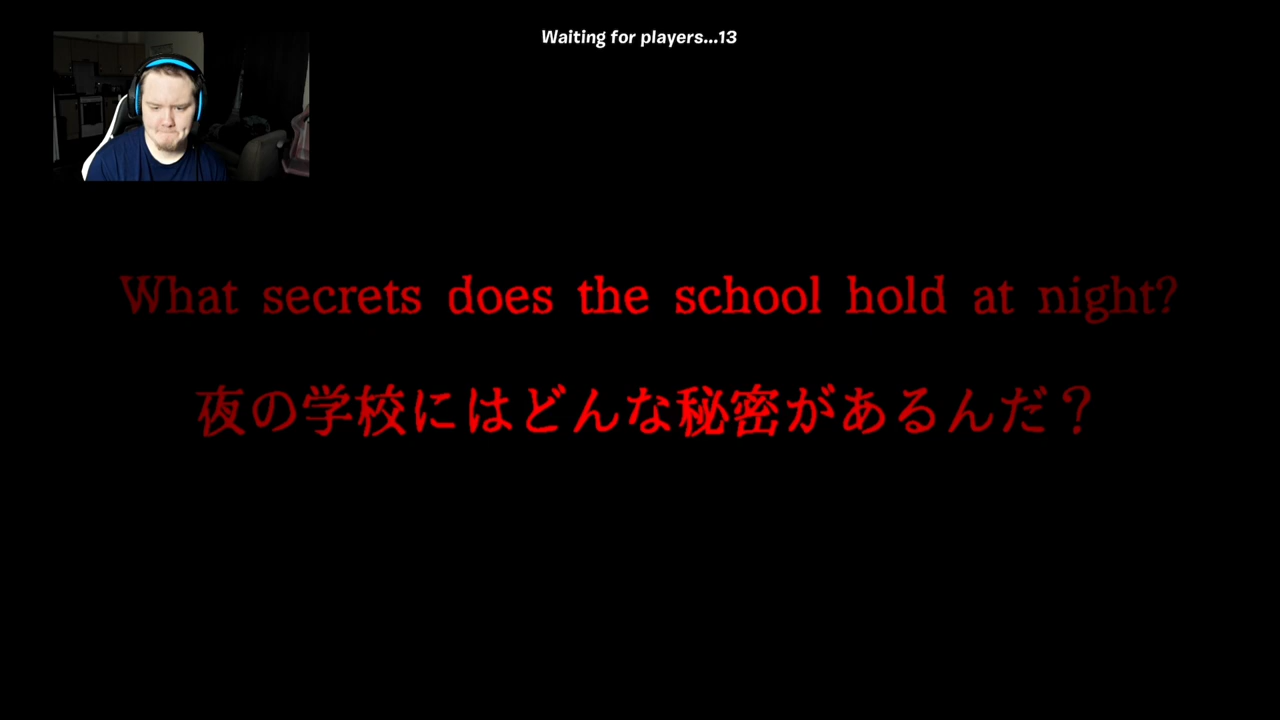 Waiting for players...13
What secrets does the school hold at night?
夜の学校にはどんな秘密があるんだ？